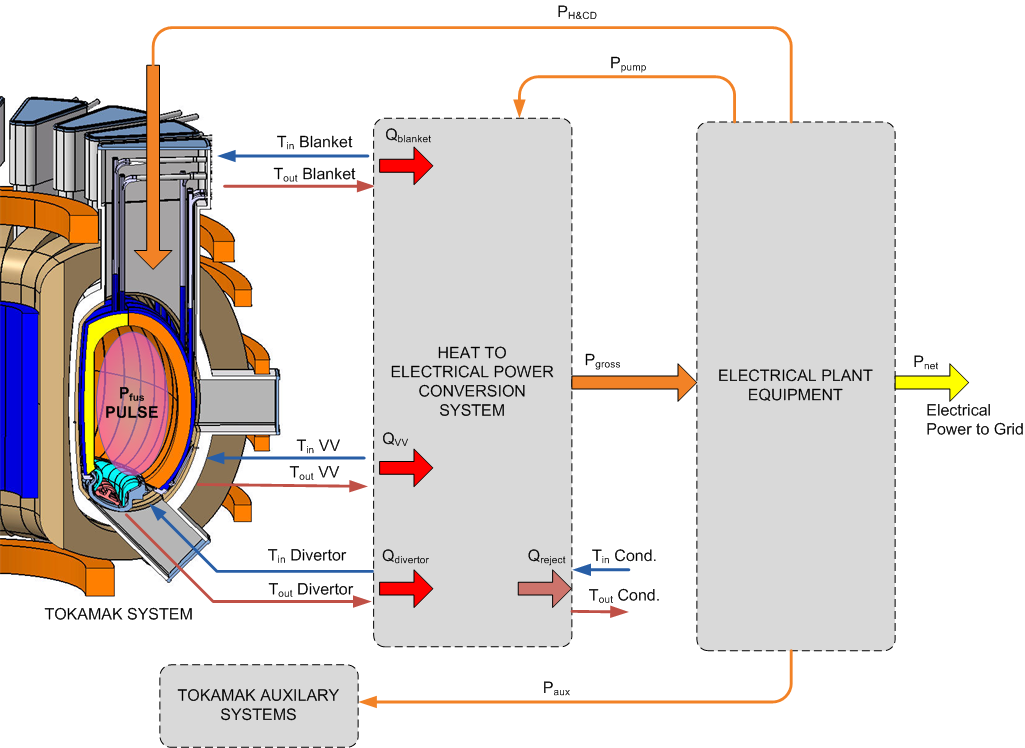 PH&CD
Ppump
Qblanket
Tin Blanket
Tout Blanket
HEAT TO
ELECTRICAL POWER
CONVERSION
SYSTEM
Pgross
ELECTRICAL PLANT
EQUIPMENT
Pnet
Electrical
Power to Grid
Pfus
PULSE
QVV
Tin VV
Tout VV
Tin Divertor
Qdivertor
Qreject
Tin Cond.
Tout Divertor
Tout Cond.
TOKAMAK SYSTEM
Paux
TOKAMAK AUXILARY
SYSTEMS